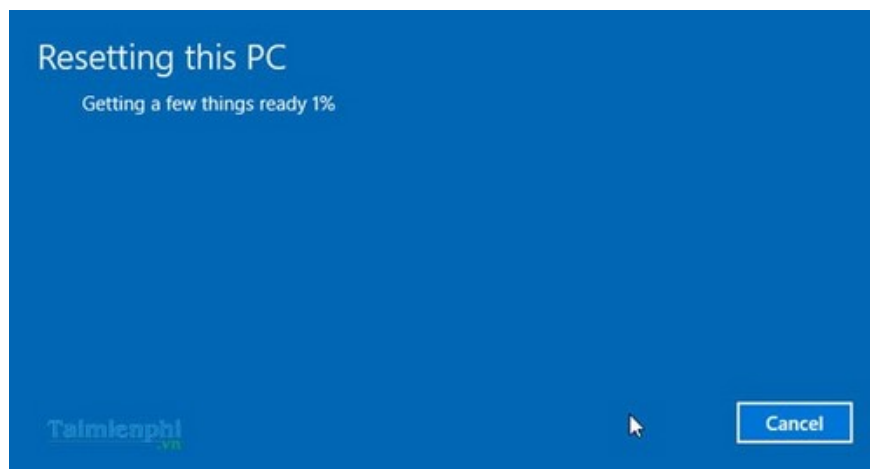 Resetting this PC
Getting a few things ready 1%
Cancel
Taimienphi
.vn